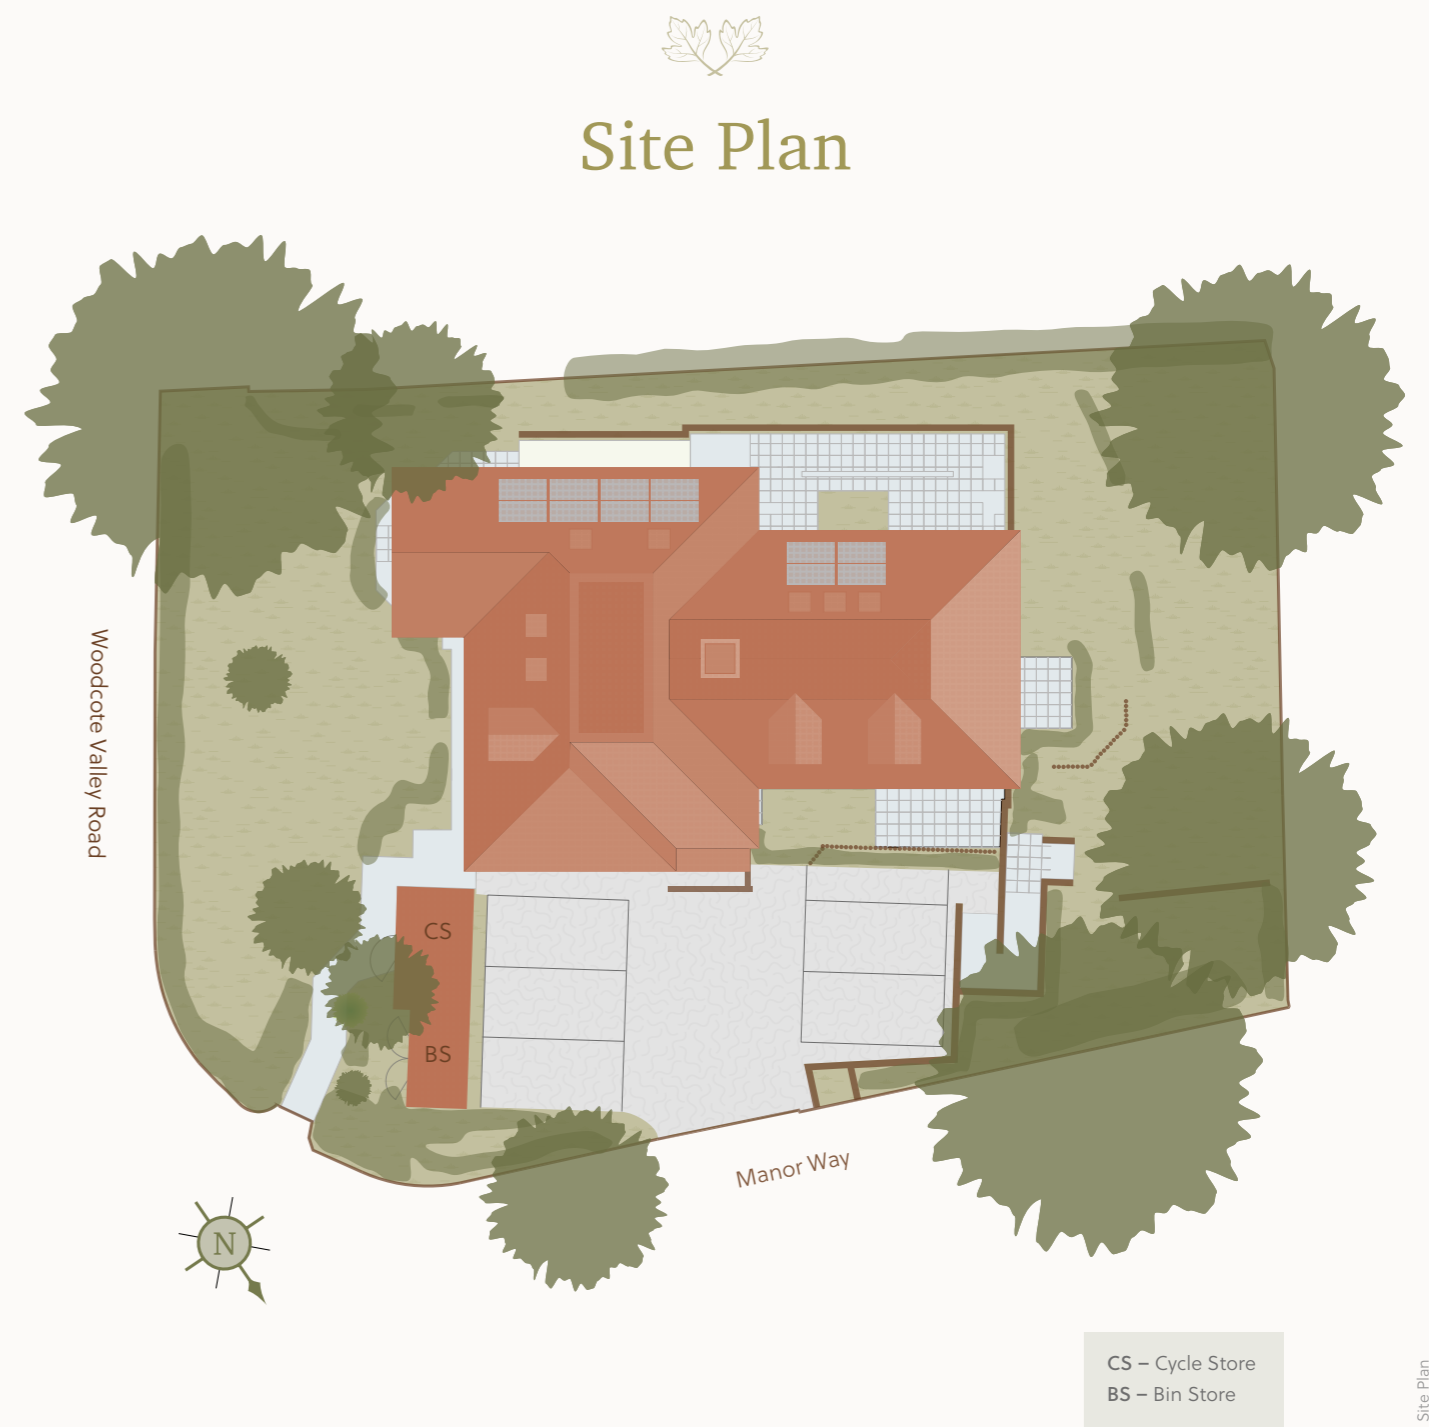 Site Plan
Woodcote Valley Road
CS
BS
Manor Way
N
CS – Cycle Store
BS – Bin Store
Site Plan